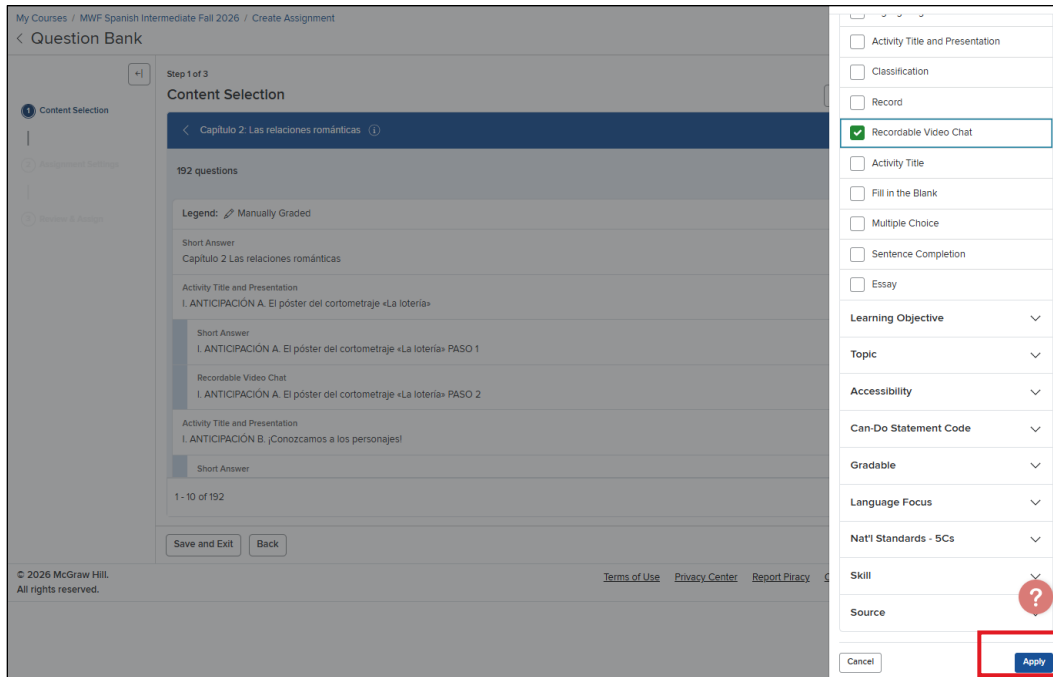 My Courses / MWF Spanish Intermediate Fall 2026 / Create Assignment
< Question Bank
1 Content Selection
2 Assignment Settings
3 Review & Assign
Step 1 of 3
Content Selection
Capítulo 2: Las relaciones románticas
192 questions
Legend: Manually Graded
Short Answer
Capítulo 2 Las relaciones románticas
Activity Title and Presentation
I. ANTICIPACIÓN A. El póster del cortometraje «La lotería»
Short Answer
I. ANTICIPACIÓN A. El póster del cortometraje «La lotería» PASO 1
Recordable Video Chat
I. ANTICIPACIÓN A. El póster del cortometraje «La lotería» PASO 2
Activity Title and Presentation
I. ANTICIPACIÓN B. ¡Conozcamos a los personajes!
Short Answer
1 - 10 of 192
Save and Exit
Back
© 2026 McGraw Hill.
All rights reserved.
Terms of Use Privacy Center Report Piracy
Activity Title and Presentation
Classification
Record
Recordable Video Chat
Activity Title
Fill in the Blank
Multiple Choice
Sentence Completion
Essay
Learning Objective
Topic
Accessibility
Can-Do Statement Code
Gradable
Language Focus
Nat'l Standards - 5Cs
Skill
Source
?
Cancel
Apply